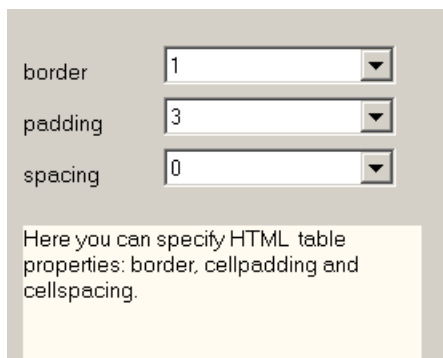 border 1
padding 3
spacing 0
Here you can specify HTML table
properties: border, cellpadding and
cellspacing.